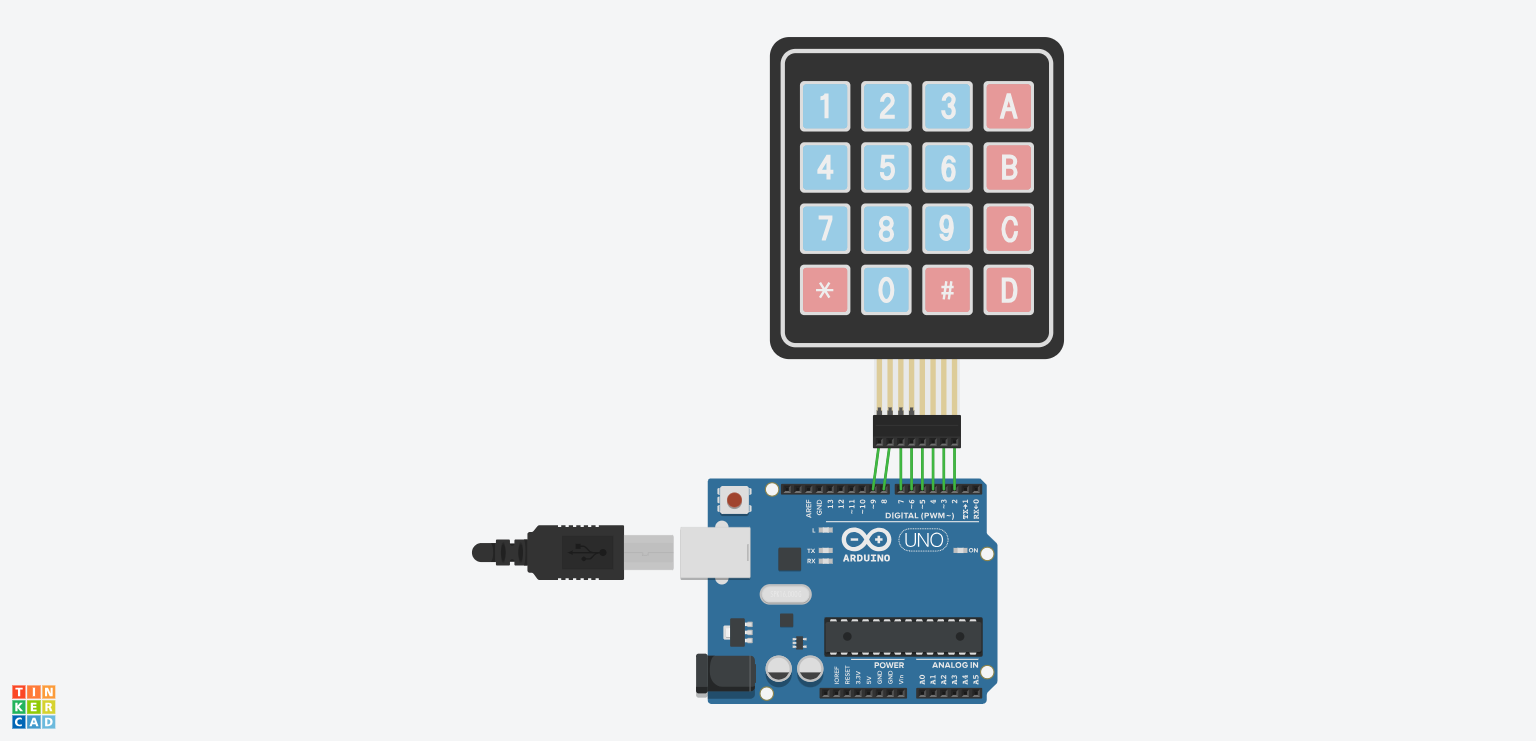 1 2 3 A
4 5 6 B
7 8 9 C
* 0 # D
AREF
GND
13
12
~11
~10
~9
8
7
~6
~5
4
~3
2
TX→1
RX←0
DIGITAL (PWM~)
L
TX
RX
UNO
ARDUINO
ON
POWER
ANALOG IN
IOREF
RESET
3.3V
5V
GND
GND
Vin
A0
A1
A2
A3
A4
A5
TIN
KER
CAD